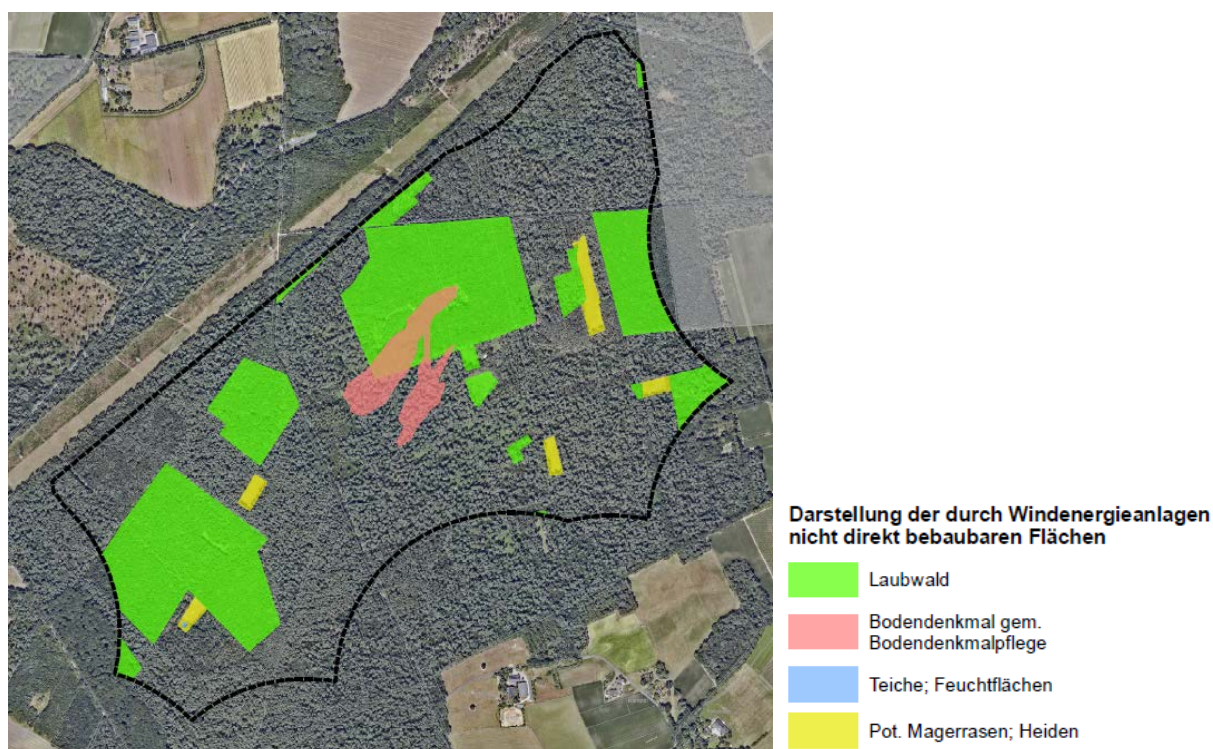 Darstellung der durch Windenergieanlagen
nicht direkt bebaubaren Flächen
Laubwald
Bodendenkmal gem.
Bodendenkmalpflege
Teiche; Feuchtflächen
Pot. Magerrasen; Heiden